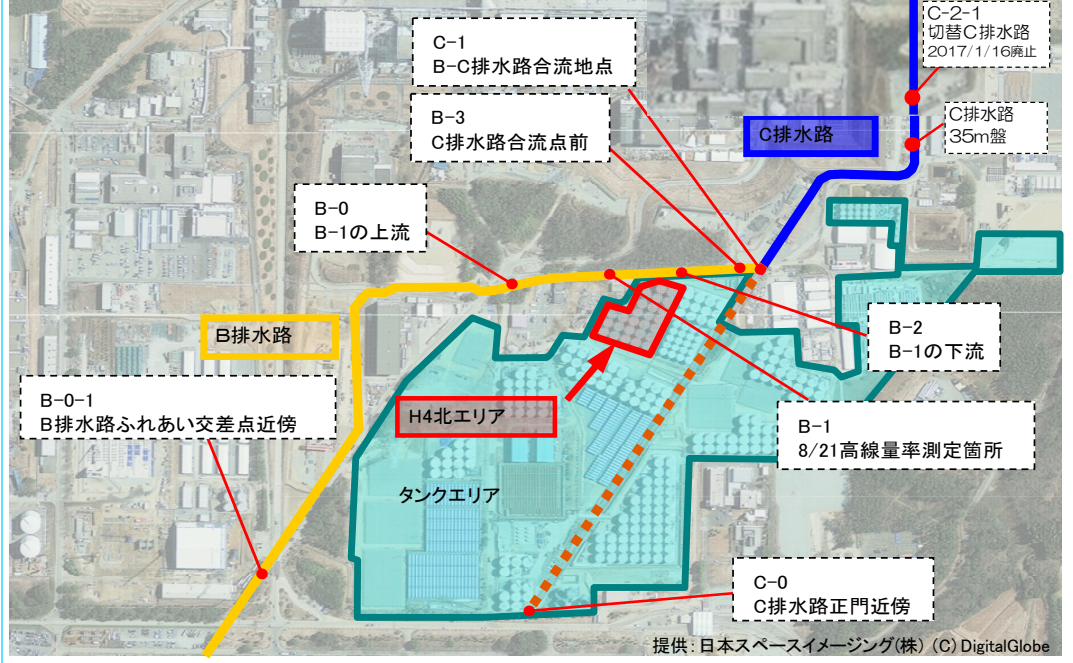 C-2-1
切替C排水路
2017/1/16廃止
C-1
B-C排水路合流地点
B-3
C排水路合流点前
C排水路
C排水路
35m盤
B-0
B-1の上流
B排水路
B-2
B-1の下流
B-0-1
B排水路ふれあい交差点近傍
H4北エリア
B-1
8/21高線量率測定箇所
タンクエリア
C-0
C排水路正門近傍
提供：日本スペースイメージング(株) (C) DigitalGlobe